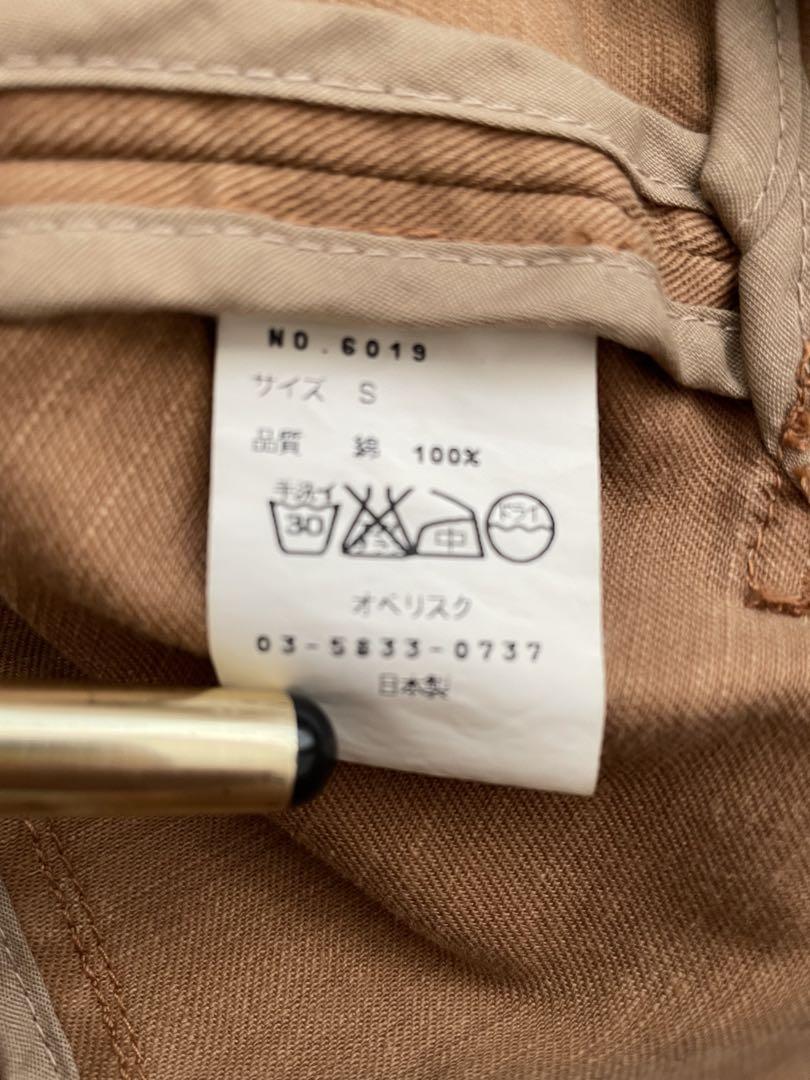 NO.6019
サイズ S
品質 綿 100%
手洗イ
30 中 ドライ
オベリスク
03-5833-0737
日本製